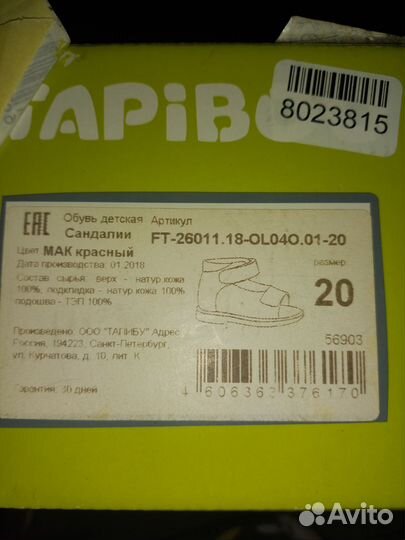 TAPiB
8023815
EAC
Обувь детская Артикул
Сандалии FT-26011.18-OL04O.01-20
Цвет МАК красный
Дата производства: 01.2018
размер
Состав сырья: верх - натур.кожа
100%, подкладка - натур.кожа 100%
подошва - ТЭП 100%
20
Произведено: ООО "ТАПИБУ" Адрес
Россия, 194223, Санкт-Петербург,
ул. Курчатова, д. 10, лит. К
56903
Гарантия: 30 дней
4 606363 376170
Avito